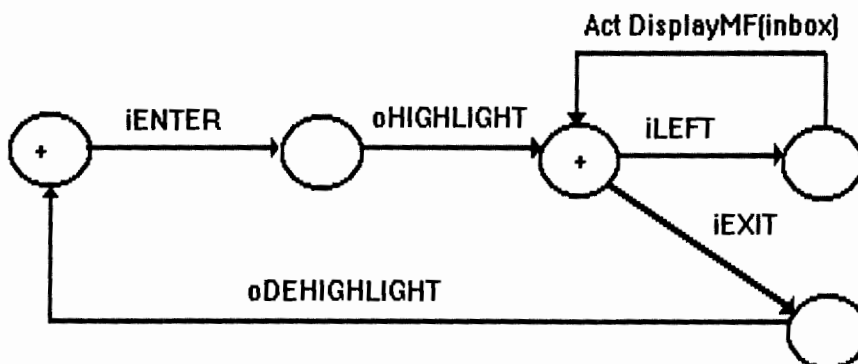 Act DisplayMF(inbox)
iENTER
oHIGHLIGHT
iLEFT
+
+
iEXIT
oDEHIGHLIGHT